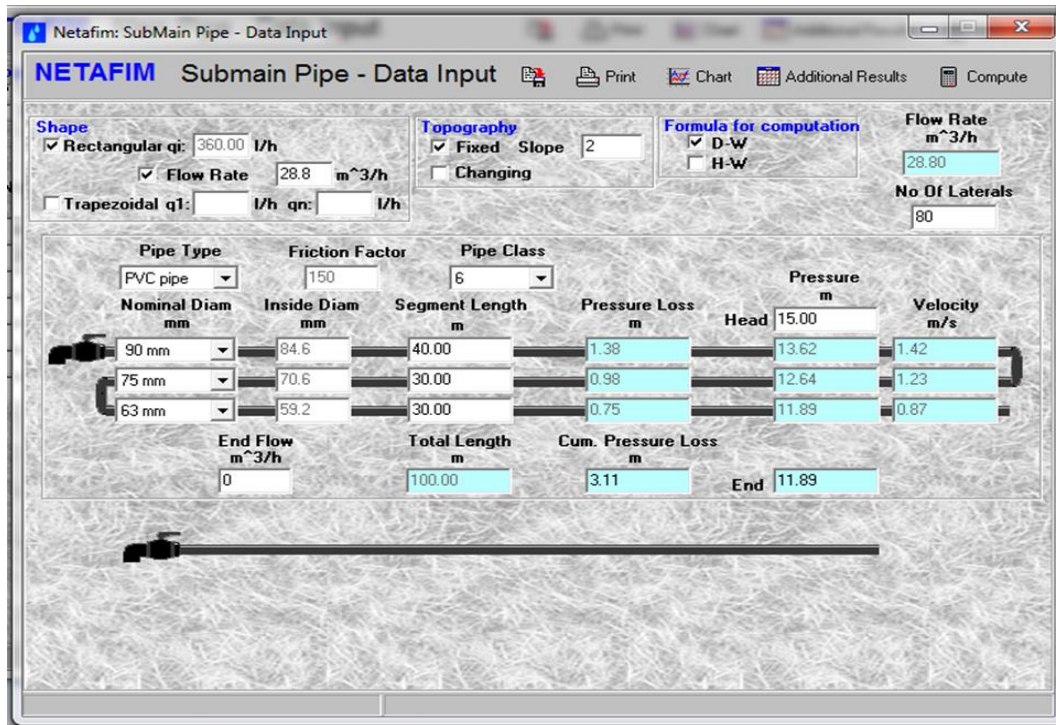 Netafim: SubMain Pipe - Data Input
NETAFIM Submain Pipe - Data Input Print Chart Additional Results Compute
Shape
Rectangular qi: 360.00 l/h
Flow Rate 28.8 m^3/h
Trapezoidal q1: l/h qn: l/h
Topography
Fixed Slope 2
Changing
Formula for computation
D-W
H-W
Flow Rate
m^3/h
28.80
No Of Laterals
80
Pipe Type Friction Factor Pipe Class
PVC pipe 150 6
Nominal Diam Inside Diam Segment Length Pressure Loss Pressure Velocity
mm mm m m m m/s
Head 15.00
90 mm 84.6 40.00 1.38 13.62 1.42
75 mm 70.6 30.00 0.98 12.64 1.23
63 mm 59.2 30.00 0.75 11.89 0.87
End Flow Total Length Cum. Pressure Loss
m^3/h m m
0 100.00 3.11 End 11.89